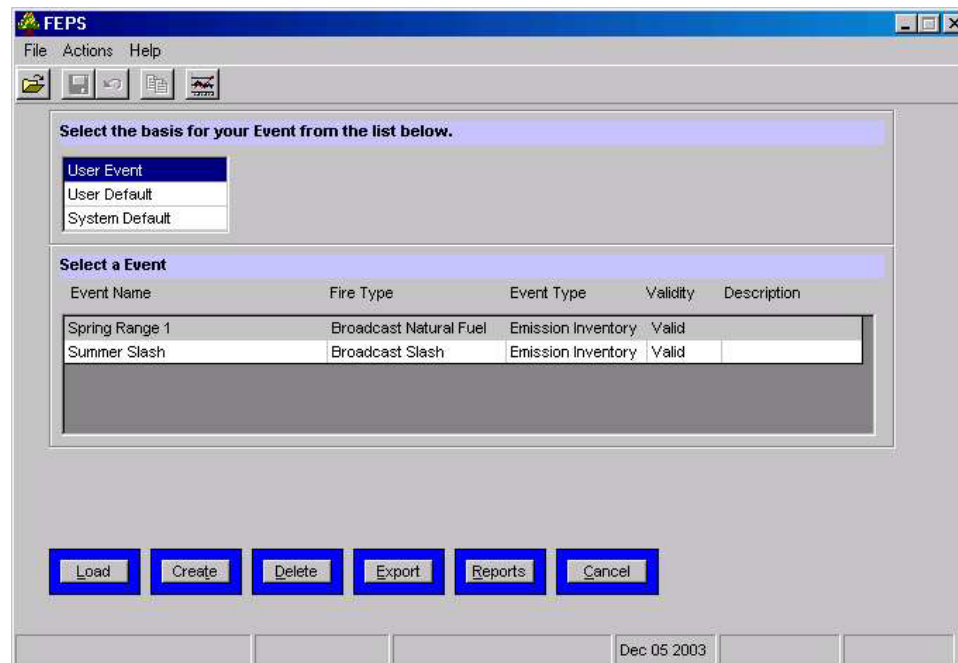 FEPS
File Actions Help
Select the basis for your Event from the list below.
User Event
User Default
System Default
Select a Event
Event Name Fire Type Event Type Validity Description
Spring Range 1 Broadcast Natural Fuel Emission Inventory Valid
Summer Slash Broadcast Slash Emission Inventory Valid
Load Create Delete Export Reports Cancel
Dec 05 2003